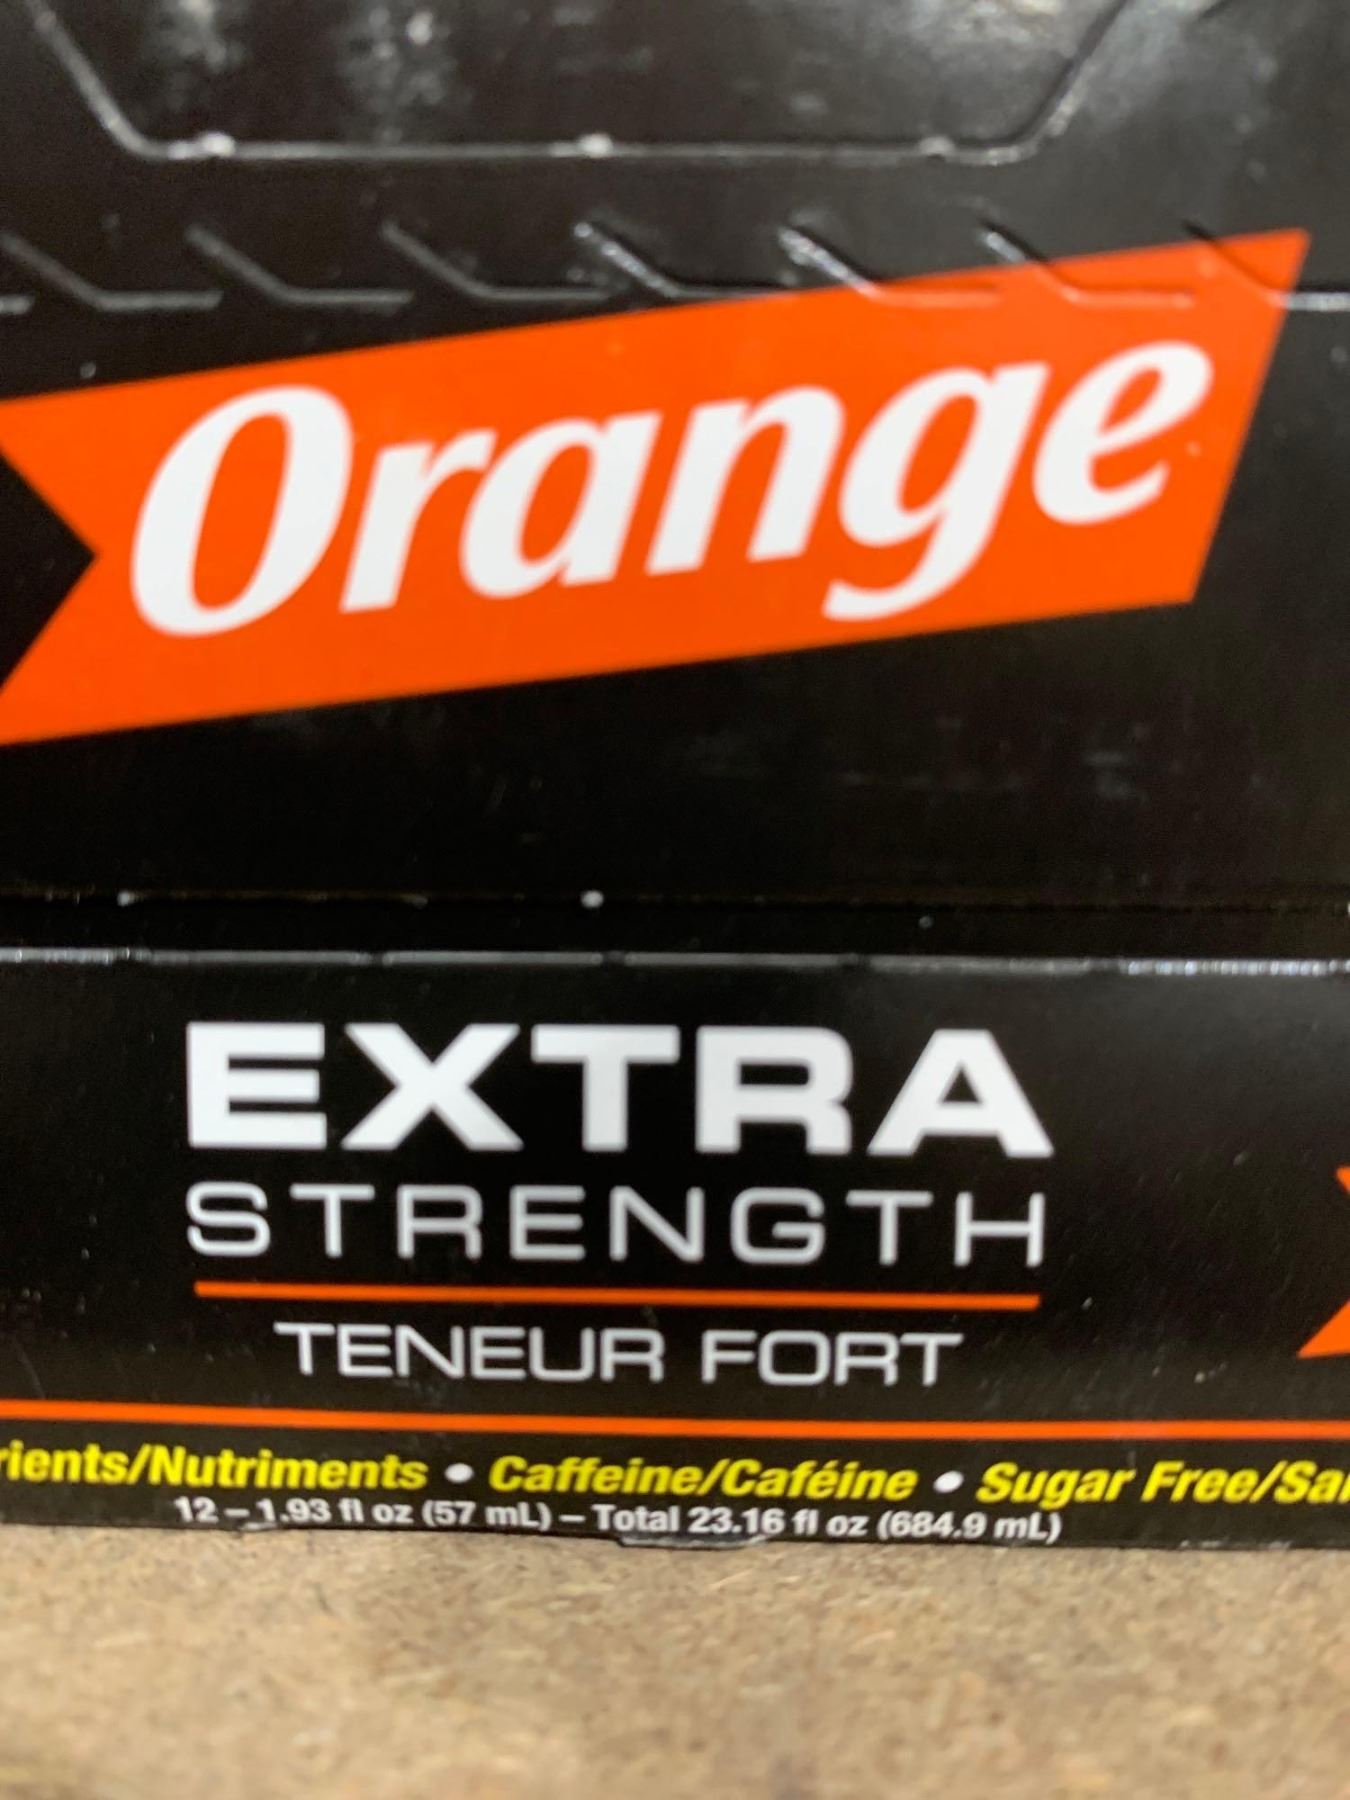 Orange
EXTRA
STRENGTH
TENEUR FORT
rients/Nutriments • Caffeine/Caféine • Sugar Free/Sa
12 – 1.93 fl oz (57 mL) – Total 23.16 fl oz (684.9 mL)